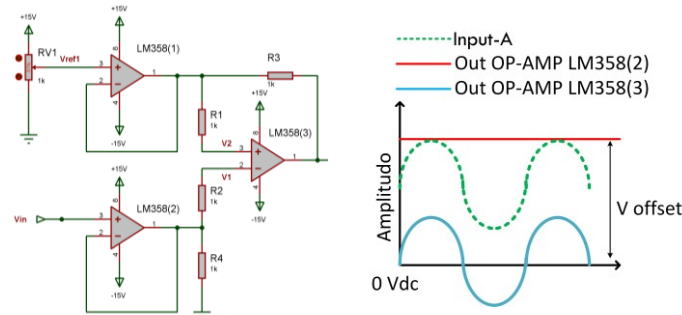 +15V
RV1
1k
Vref1
+15V
LM358(1)
8
3
2
1
4
-15V
R3
1k
R1
1k
+15V
LM358(3)
V2
V1
8
3
2
1
4
-15V
R2
1k
+15V
LM358(2)
8
Vin
3
2
1
4
-15V
R4
1k
Input-A
Out OP-AMP LM358(2)
Out OP-AMP LM358(3)
Amplitudo
V offset
0 Vdc